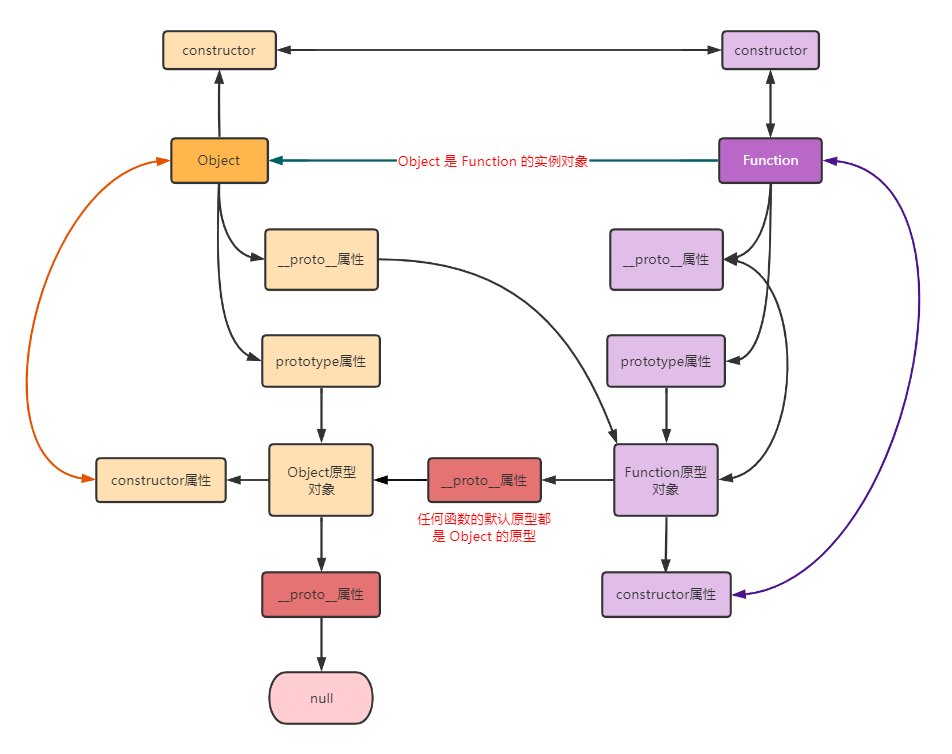 constructor
constructor
Object
Object 是 Function 的实例对象
Function
__proto__属性
__proto__属性
prototype属性
prototype属性
constructor属性
Object原型
对象
__proto__属性
Function原型
对象
任何函数的默认原型都
是 Object 的原型
__proto__属性
constructor属性
null